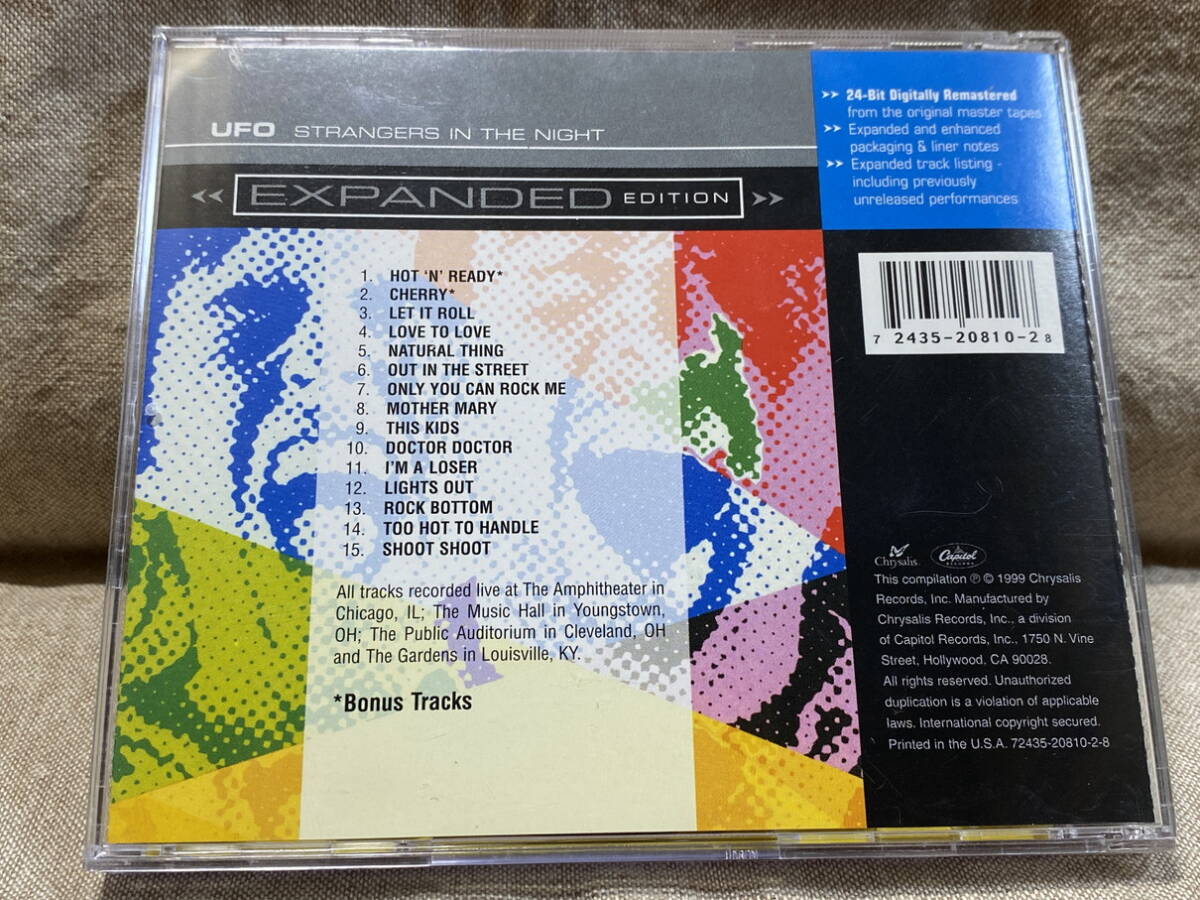 UFO STRANGERS IN THE NIGHT
<< EXPANDED EDITION >>
>> 24-Bit Digitally Remastered
from the original master tapes
>> Expanded and enhanced
packaging & liner notes
>> Expanded track listing -
including previously
unreleased performances
1. HOT 'N' READY*
2. CHERRY*
3. LET IT ROLL
4. LOVE TO LOVE
5. NATURAL THING
6. OUT IN THE STREET
7. ONLY YOU CAN ROCK ME
8. MOTHER MARY
9. THIS KIDS
10. DOCTOR DOCTOR
11. I'M A LOSER
12. LIGHTS OUT
13. ROCK BOTTOM
14. TOO HOT TO HANDLE
15. SHOOT SHOOT
All tracks recorded live at The Amphitheater in
Chicago, IL; The Music Hall in Youngstown,
OH; The Public Auditorium in Cleveland, OH
and The Gardens in Louisville, KY.
*Bonus Tracks
7 2435-20810-2 8
Chrysalis.
Capitol
RECORDS
This compilation ℗ © 1999 Chrysalis
Records, Inc. Manufactured by
Chrysalis Records, Inc., a division
of Capitol Records, Inc., 1750 N. Vine
Street, Hollywood, CA 90028.
All rights reserved. Unauthorized
duplication is a violation of applicable
laws. International copyright secured.
Printed in the U.S.A. 72435-20810-2-8